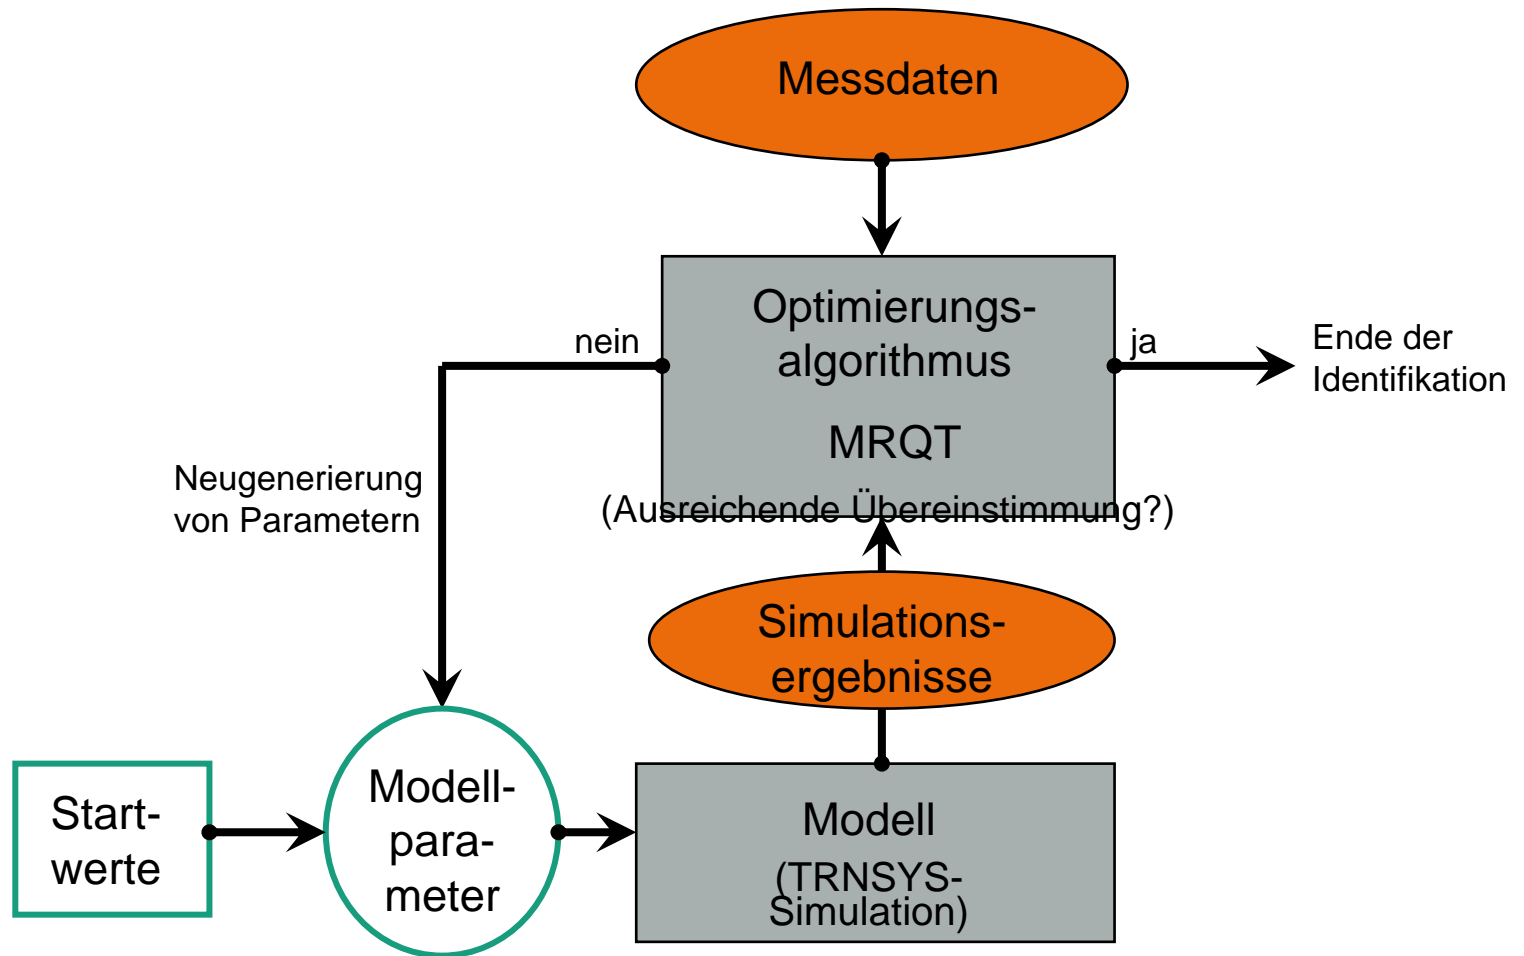 Messdaten
Optimierungs-
algorithmus
MRQT
(Ausreichende Übereinstimmung?)
nein
ja
Ende der
Identifikation
Neugenerierung
von Parametern
Simulations-
ergebnisse
Start-
werte
Modell-
para-
meter
Modell
(TRNSYS-
Simulation)